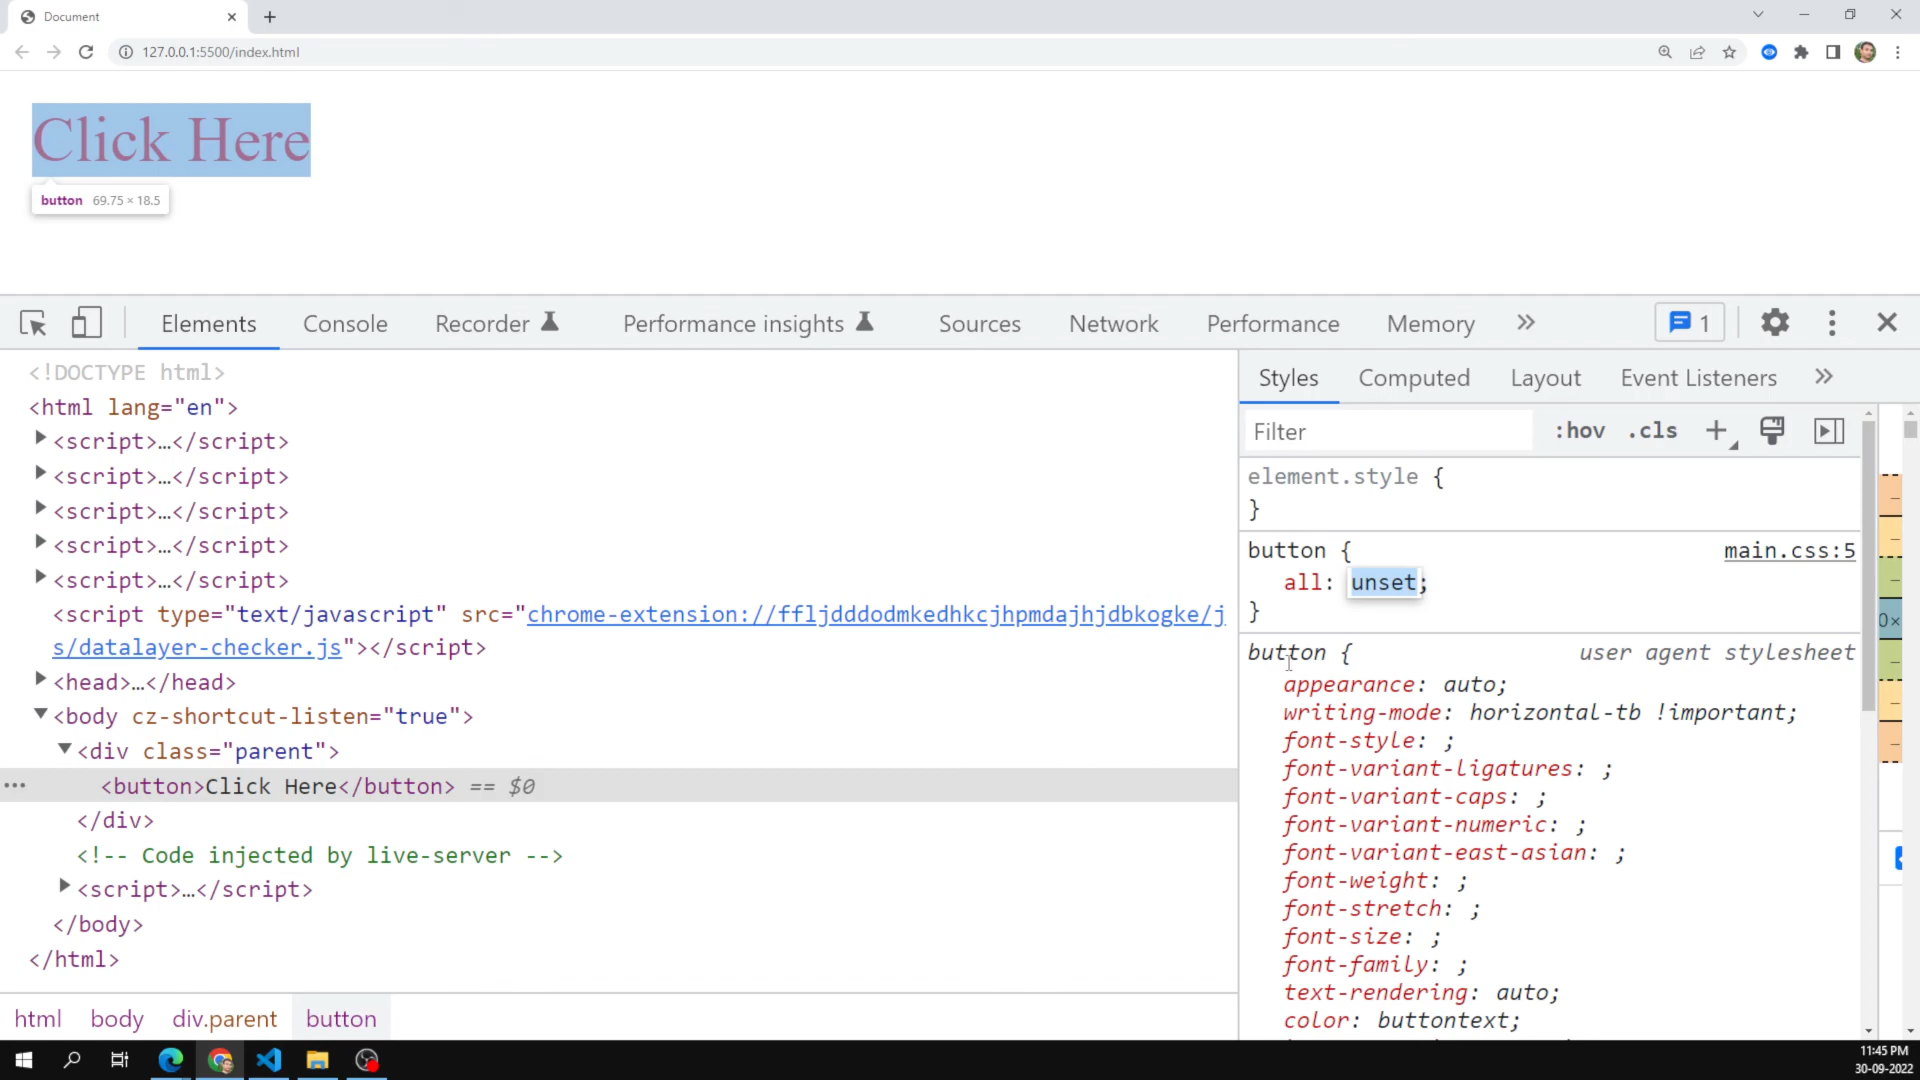 Document
127.0.0.1:5500/index.html
Click Here
button 69.75 × 18.5
Elements Console Recorder Performance insights Sources Network Performance Memory 1
<!DOCTYPE html>
<html lang="en">
<script>…</script>
<script>…</script>
<script>…</script>
<script>…</script>
<script>…</script>
<script type="text/javascript" src="chrome-extension://ffljdddodmkedhkcjhpmdajhjdbkogke/j
s/datalayer-checker.js"></script>
<head>…</head>
<body cz-shortcut-listen="true">
<div class="parent">
<button>Click Here</button> == $0
</div>
<!-- Code injected by live-server -->
<script>…</script>
</body>
</html>
html body div.parent button
Styles Computed Layout Event Listeners
Filter :hov .cls
element.style {
}
button { main.css:5
all: unset;
}
button { user agent stylesheet
appearance: auto;
writing-mode: horizontal-tb !important;
font-style: ;
font-variant-ligatures: ;
font-variant-caps: ;
font-variant-numeric: ;
font-variant-east-asian: ;
font-weight: ;
font-stretch: ;
font-size: ;
font-family: ;
text-rendering: auto;
color: buttontext;
0×
11:45 PM
30-09-2022